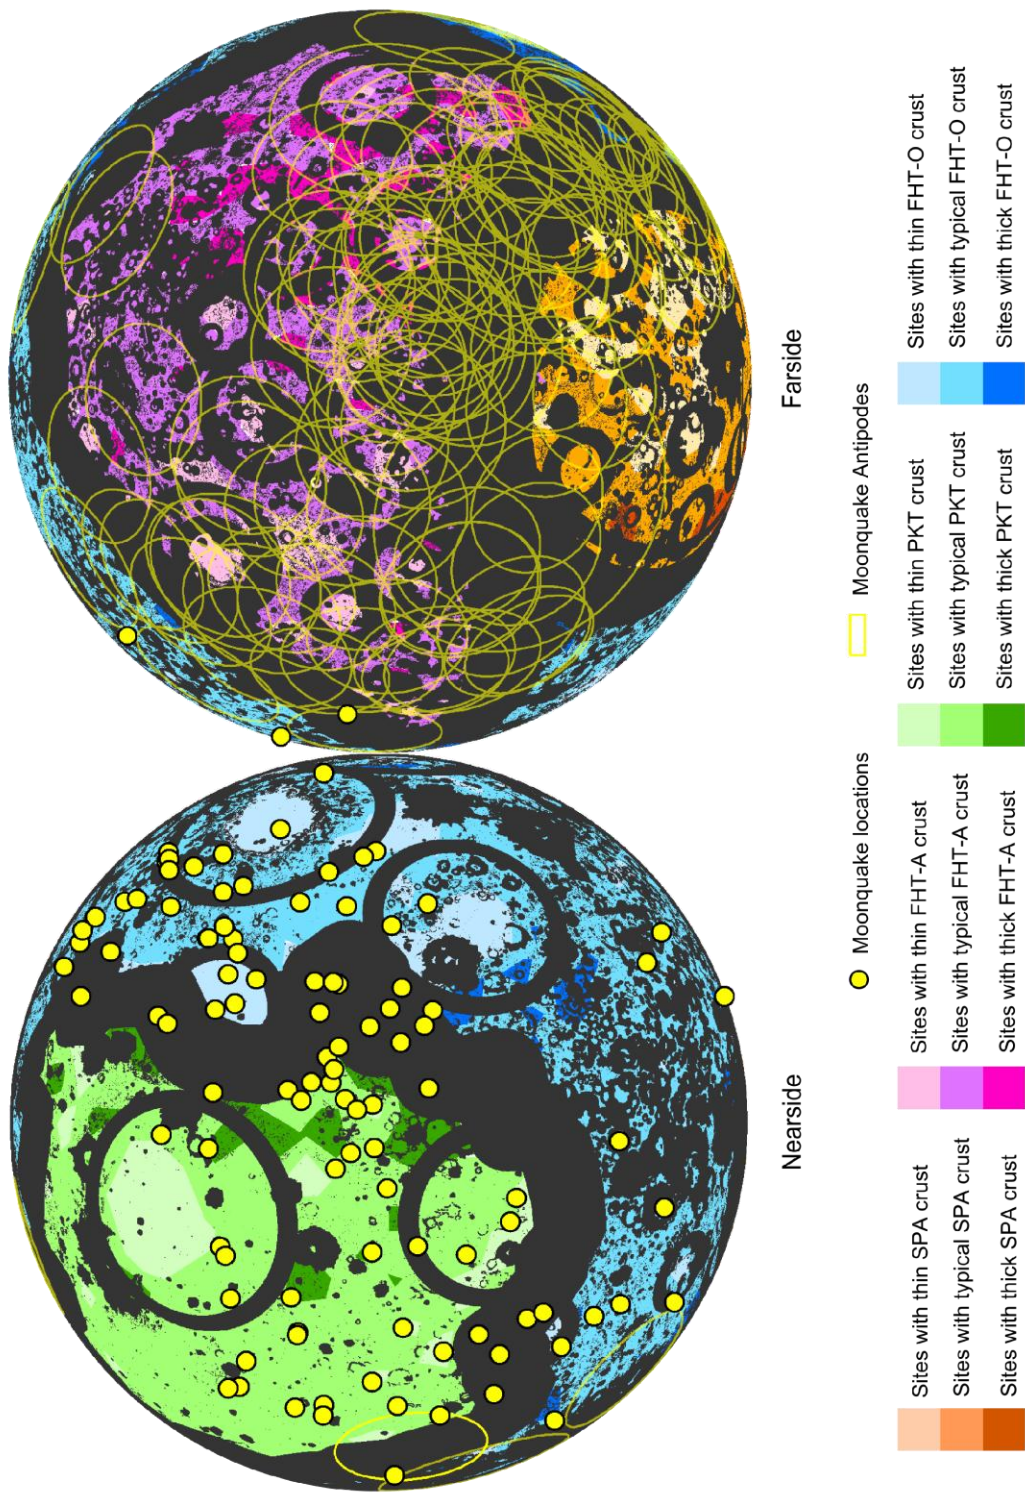 Nearside
Farside
Moonquake locations
Moonquake Antipodes
Sites with thin SPA crust
Sites with typical SPA crust
Sites with thick SPA crust
Sites with thin FHT-A crust
Sites with typical FHT-A crust
Sites with thick FHT-A crust
Sites with thin PKT crust
Sites with typical PKT crust
Sites with thick PKT crust
Sites with thin FHT-O crust
Sites with typical FHT-O crust
Sites with thick FHT-O crust